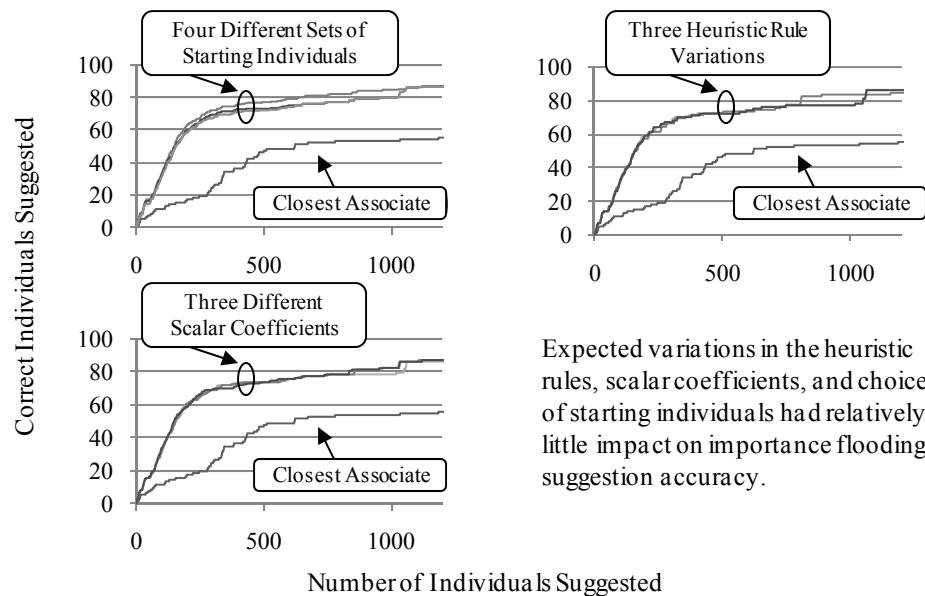 Four Different Sets of
Starting Individuals
100
80
60
40
20
0
Closest Associate
0
500
1000
Three Heuristic Rule
Variations
100
80
60
40
20
0
Closest Associate
0
500
1000
Three Different
Scalar Coefficients
100
80
60
40
20
0
Closest Associate
0
500
1000
Expected variations in the heuristic
rules, scalar coefficients, and choice
of starting individuals had relatively
little impact on importance flooding
suggestion accuracy.
Correct Individuals Suggested
Number of Individuals Suggested